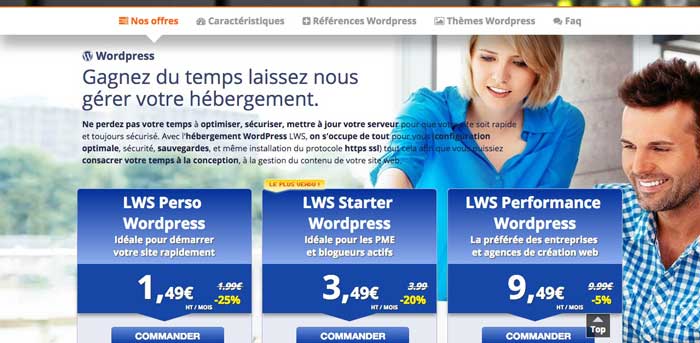 Nos offres Caractéristiques Références Wordpress Thèmes Wordpress Faq
Wordpress
Gagnez du temps laissez nous
gérer votre hébergement.
Ne perdez pas votre temps à optimiser, sécuriser, mettre à jour votre serveur pour que votre site soit rapide
et toujours sécurisé. Avec l'hébergement WordPress LWS, on s'occupe de tout pour vous (configuration
optimale, sécurité, sauvegardes, et même installation du protocole https ssl) tout cela afin que vous puissiez
consacrer votre temps à la conception, à la gestion du contenu de votre site web.
LWS Perso
Wordpress
Idéale pour démarrer
votre site rapidement
1,49€
HT / MOIS
1.99€
-25%
COMMANDER
LE PLUS VENDU !
LWS Starter
Wordpress
Idéale pour les PME
et blogueurs actifs
3,49€
HT / MOIS
3.99
-20%
COMMANDER
LWS Performance
Wordpress
La préférée des entreprises
et agences de création web
9,49€
HT / MOIS
9.99€
-5%
COMMANDER
Top